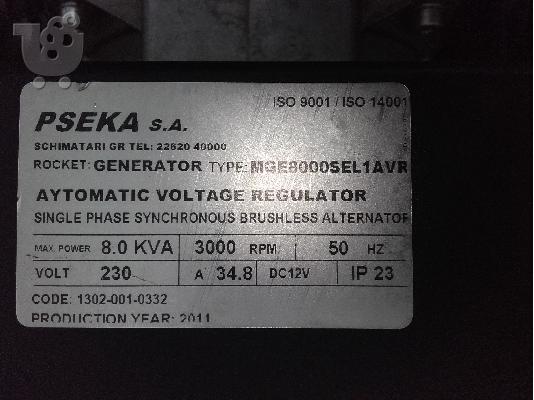 ISO 9001 / ISO 14001
PSEKA S.A.
SCHIMATARI GR TEL: 22620 40000
ROCKET: GENERATOR TYPE: MGE8000SEL1AVR
AYTOMATIC VOLTAGE REGULATOR
SINGLE PHASE SYNCHRONOUS BRUSHLESS ALTERNATOR
MAX. POWER 8.0 KVA 3000 RPM 50 HZ
VOLT 230 A 34.8 DC12V IP 23
CODE: 1302-001-0332
PRODUCTION YEAR: 2011